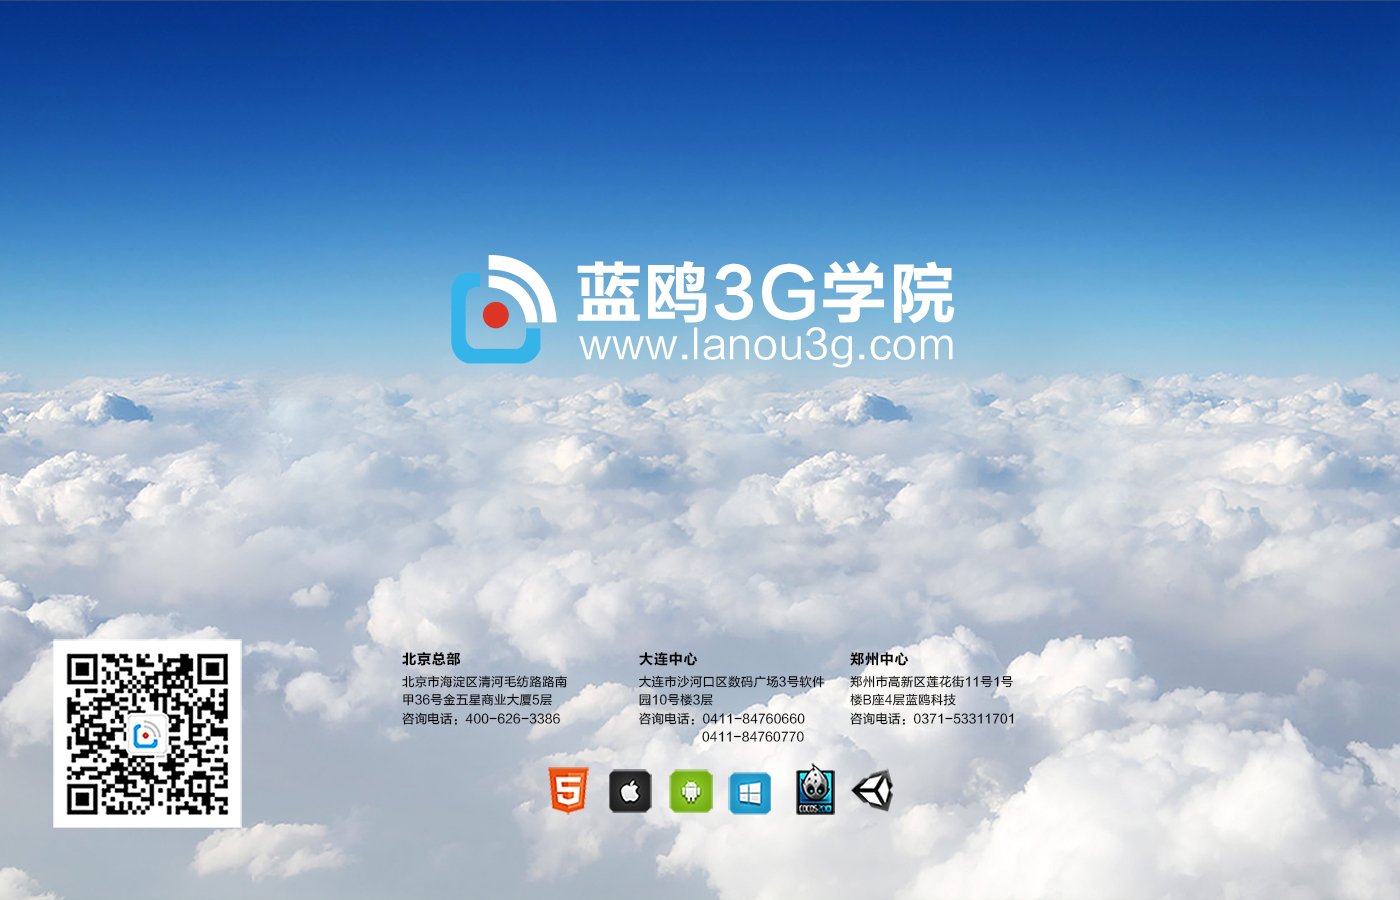 蓝鸥3G学院
www.lanou3g.com
北京总部
北京市海淀区清河毛纺路路南
甲36号金五星商业大厦5层
咨询电话：400-626-3386
大连中心
大连市沙河口区数码广场3号软件
园10号楼3层
咨询电话：0411-84760660
0411-84760770
郑州中心
郑州市高新区莲花街11号1号
楼B座4层蓝鸥科技
咨询电话：0371-53311701
5